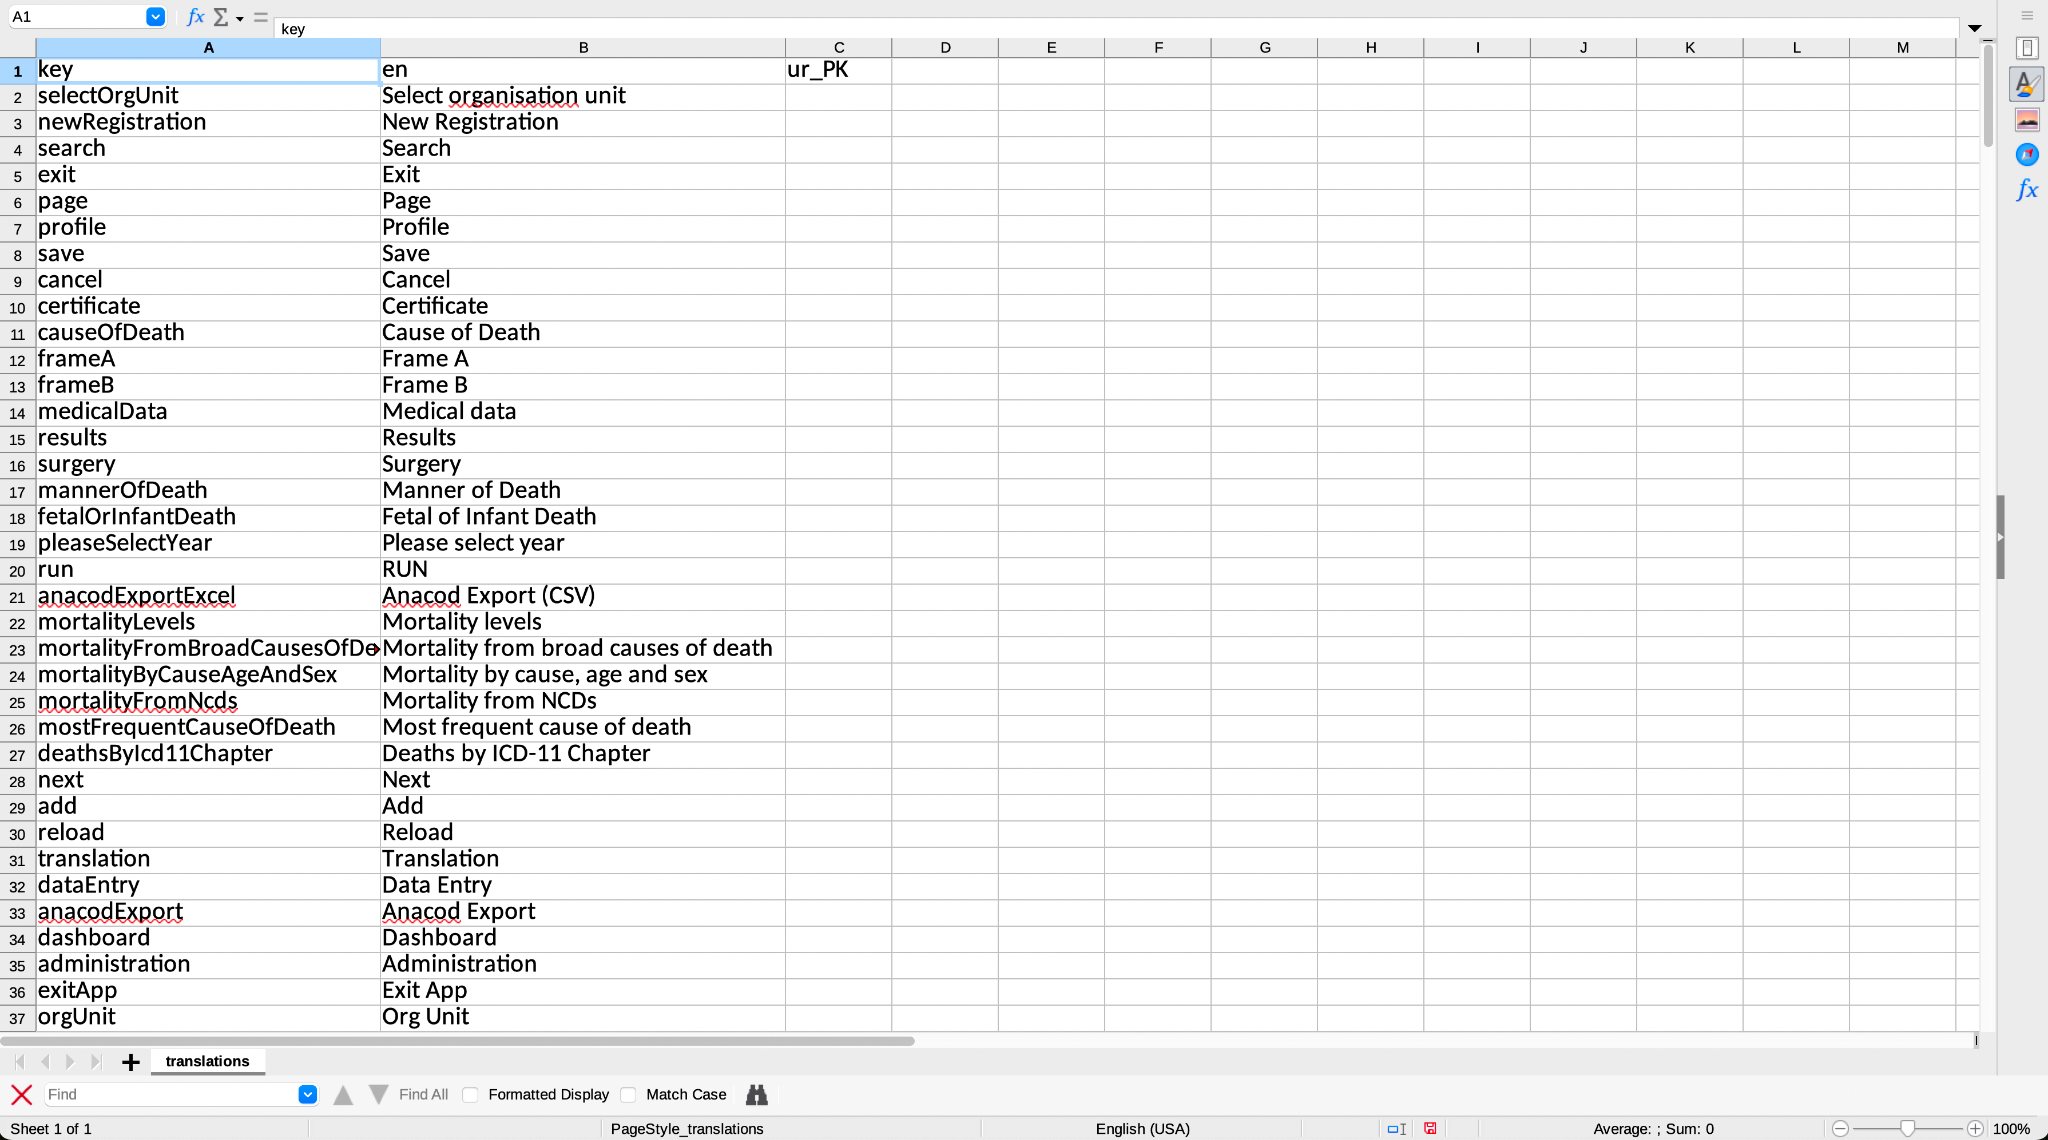 A1
fx
Σ
=
key
A B C D E F G H I J K L M
1 key en ur_PK
2 selectOrgUnit Select organisation unit
3 newRegistration New Registration
4 search Search
5 exit Exit
6 page Page
7 profile Profile
8 save Save
9 cancel Cancel
10 certificate Certificate
11 causeOfDeath Cause of Death
12 frameA Frame A
13 frameB Frame B
14 medicalData Medical data
15 results Results
16 surgery Surgery
17 mannerOfDeath Manner of Death
18 fetalOrInfantDeath Fetal of Infant Death
19 pleaseSelectYear Please select year
20 run RUN
21 anacodExportExcel Anacod Export (CSV)
22 mortalityLevels Mortality levels
23 mortalityFromBroadCausesOfDe Mortality from broad causes of death
24 mortalityByCauseAgeAndSex Mortality by cause, age and sex
25 mortalityFromNcds Mortality from NCDs
26 mostFrequentCauseOfDeath Most frequent cause of death
27 deathsByIcd11Chapter Deaths by ICD-11 Chapter
28 next Next
29 add Add
30 reload Reload
31 translation Translation
32 dataEntry Data Entry
33 anacodExport Anacod Export
34 dashboard Dashboard
35 administration Administration
36 exitApp Exit App
37 orgUnit Org Unit
translations
Find Find All Formatted Display Match Case
Sheet 1 of 1 PageStyle_translations English (USA) Average: ; Sum: 0 100%
fx